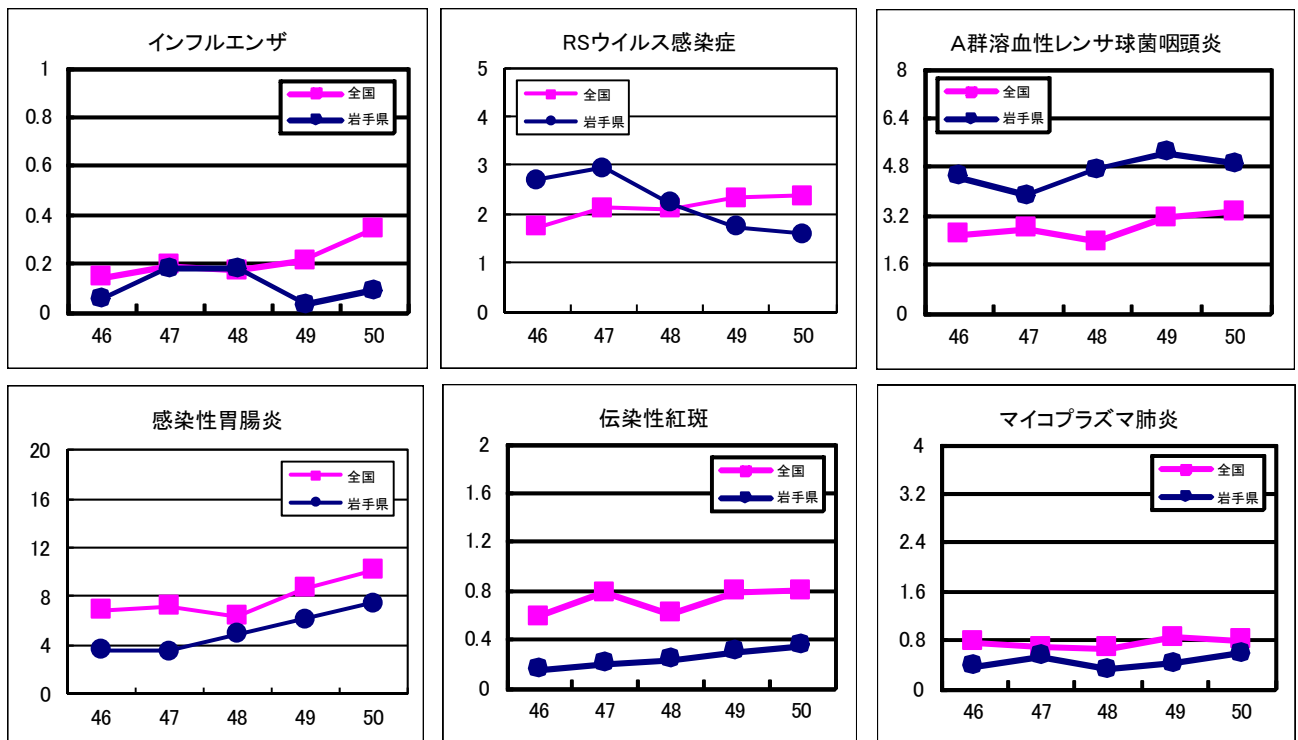 インフルエンザ
1
0.8
0.6
0.4
0.2
0
全国
岩手県
46 47 48 49 50
RSウイルス感染症
5
4
3
2
1
0
全国
岩手県
46 47 48 49 50
A群溶血性レンサ球菌咽頭炎
8
6.4
4.8
3.2
1.6
0
全国
岩手県
46 47 48 49 50
感染性胃腸炎
20
16
12
8
4
0
全国
岩手県
46 47 48 49 50
伝染性紅斑
2
1.6
1.2
0.8
0.4
0
全国
岩手県
46 47 48 49 50
マイコプラズマ肺炎
4
3.2
2.4
1.6
0.8
0
全国
岩手県
46 47 48 49 50